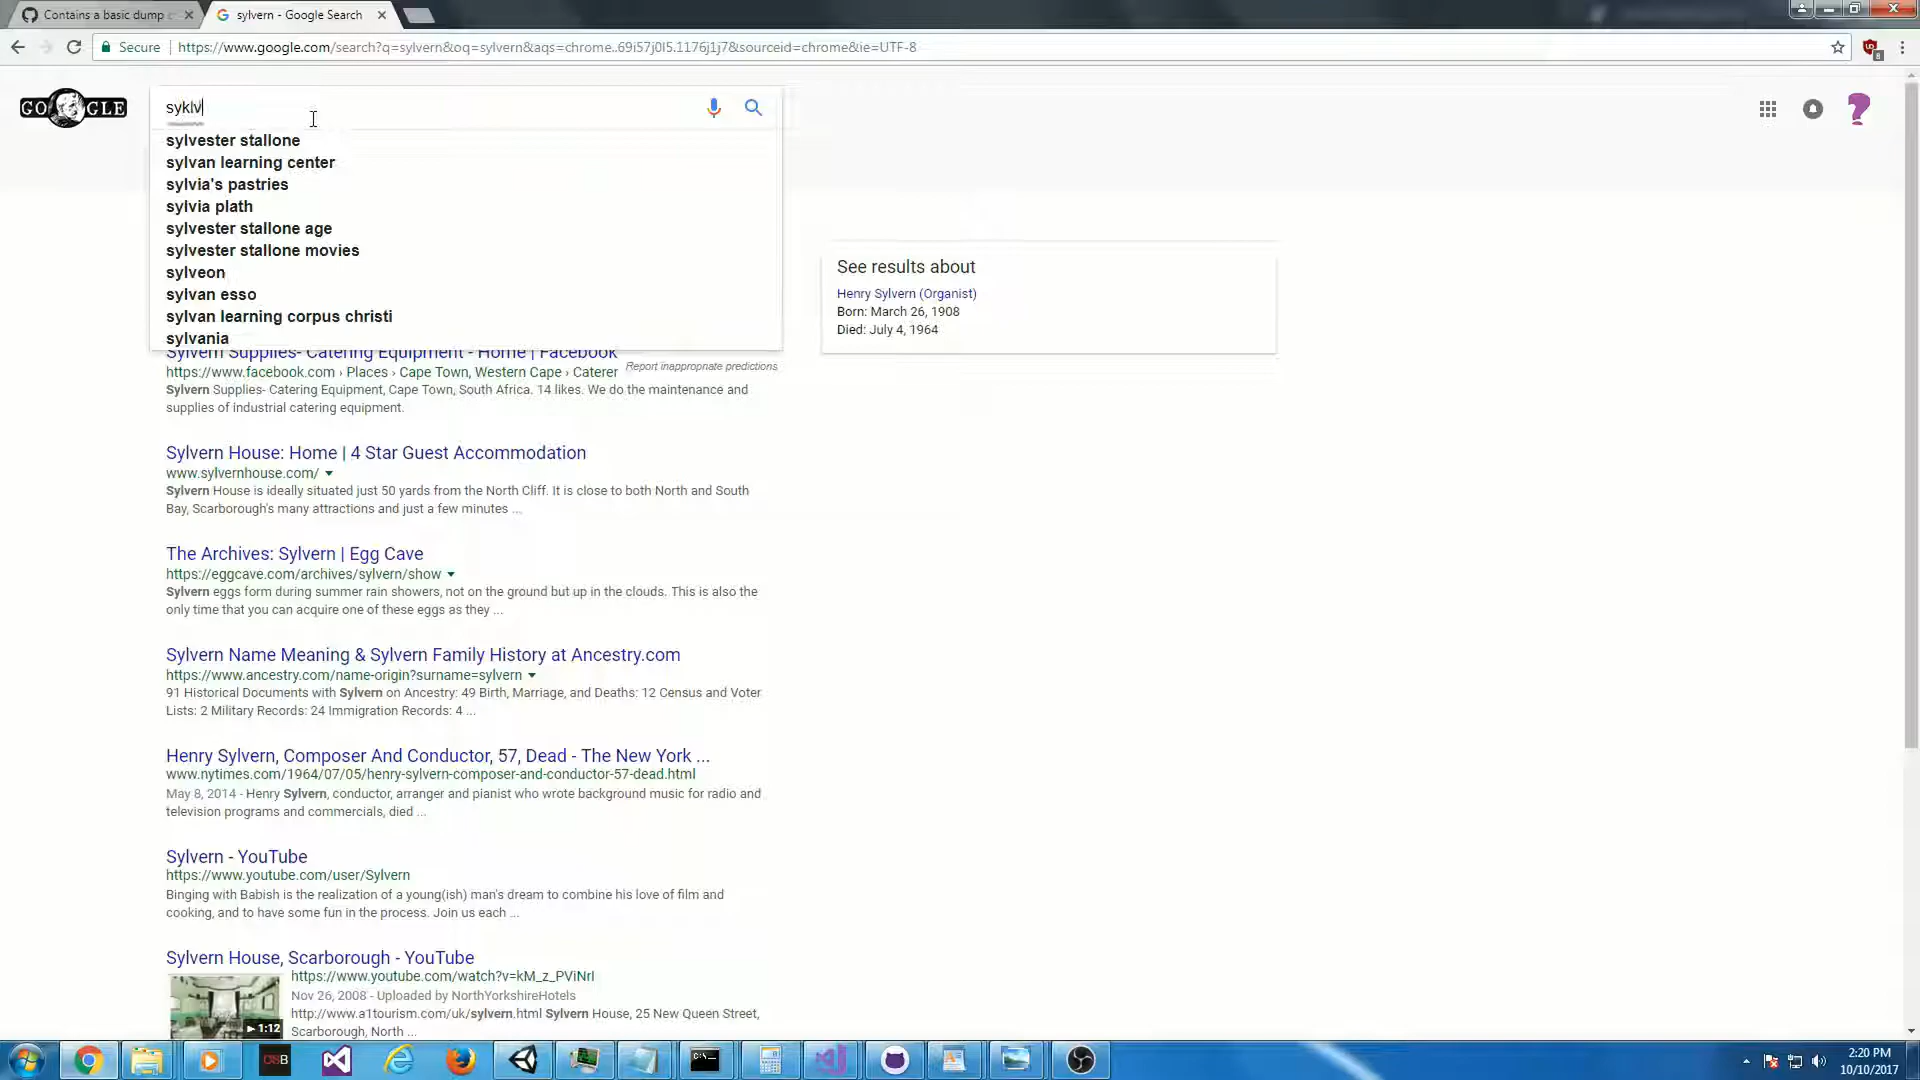 Contains a basic dump
sylvern - Google Search
Secure
https://www.google.com/search?q=sylvern&oq=sylvern&aqs=chrome..69i57j0l5.1176j1j7&sourceid=chrome&ie=UTF-8
GO GLE
syklv
sylvester stallone
sylvan learning center
sylvia's pastries
sylvia plath
sylvester stallone age
sylvester stallone movies
sylveon
sylvan esso
sylvan learning corpus christi
sylvania
Report inappropriate predictions
See results about
Henry Sylvern (Organist)
Born: March 26, 1908
Died: July 4, 1964
Sylvern Supplies- Catering Equipment - Home | Facebook
https://www.facebook.com › Places › Cape Town, Western Cape › Caterer
Sylvern Supplies- Catering Equipment, Cape Town, South Africa. 14 likes. We do the maintenance and
supplies of industrial catering equipment.
Sylvern House: Home | 4 Star Guest Accommodation
www.sylvernhouse.com/
Sylvern House is ideally situated just 50 yards from the North Cliff. It is close to both North and South
Bay, Scarborough's many attractions and just a few minutes ...
The Archives: Sylvern | Egg Cave
https://eggcave.com/archives/sylvern/show
Sylvern eggs form during summer rain showers, not on the ground but up in the clouds. This is also the
only time that you can acquire one of these eggs as they ...
Sylvern Name Meaning & Sylvern Family History at Ancestry.com
https://www.ancestry.com/name-origin?surname=sylvern
91 Historical Documents with Sylvern on Ancestry: 49 Birth, Marriage, and Deaths: 12 Census and Voter
Lists: 2 Military Records: 24 Immigration Records: 4 ...
Henry Sylvern, Composer And Conductor, 57, Dead - The New York ...
www.nytimes.com/1964/07/05/henry-sylvern-composer-and-conductor-57-dead.html
May 8, 2014 - Henry Sylvern, conductor, arranger and pianist who wrote background music for radio and
television programs and commercials, died ...
Sylvern - YouTube
https://www.youtube.com/user/Sylvern
Binging with Babish is the realization of a young(ish) man's dream to combine his love of film and
cooking, and to have some fun in the process. Join us each ...
Sylvern House, Scarborough - YouTube
https://www.youtube.com/watch?v=kM_z_PViNrI
Nov 26, 2008 - Uploaded by NorthYorkshireHotels
http://www.a1tourism.com/uk/sylvern.html Sylvern House, 25 New Queen Street,
Scarborough, North ...
1:12
2:20 PM
10/10/2017